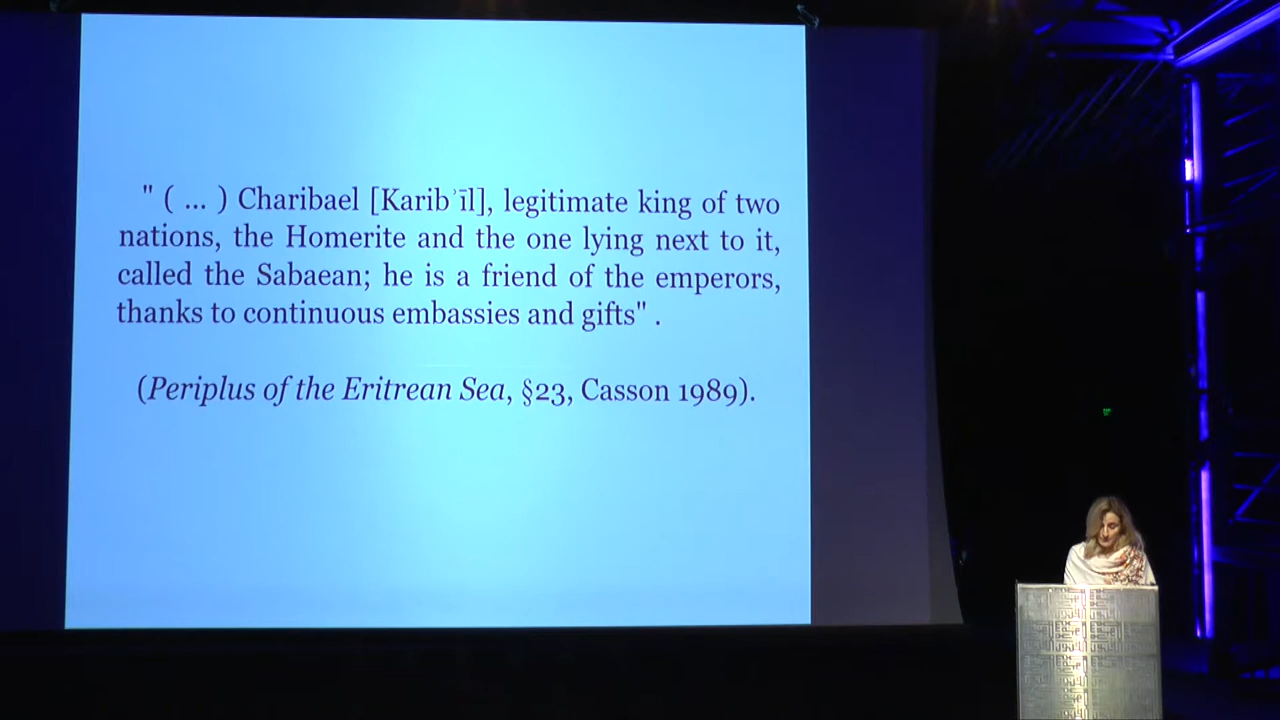 " ( ... ) Charibael [Karibʾīl], legitimate king of two
nations, the Homerite and the one lying next to it,
called the Sabaean; he is a friend of the emperors,
thanks to continuous embassies and gifts" .
(Periplus of the Eritrean Sea, §23, Casson 1989).